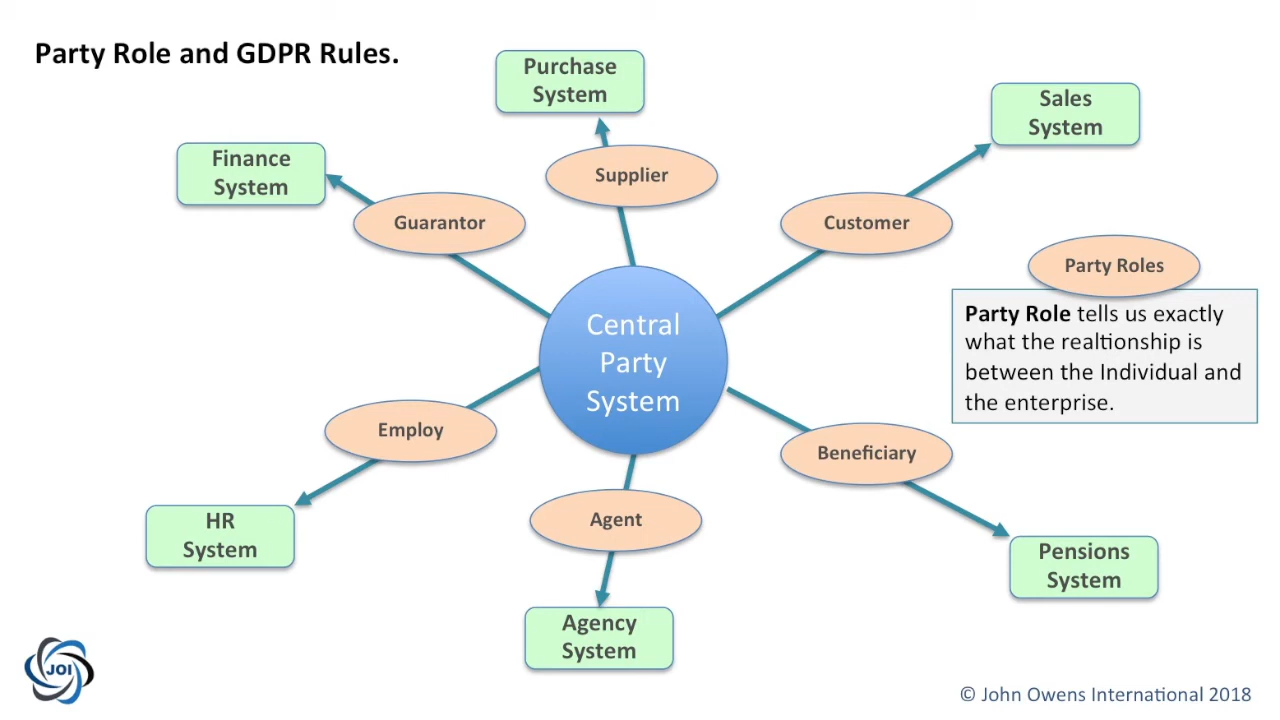 Party Role and GDPR Rules.
Purchase
System
Sales
System
Finance
System
Supplier
Guarantor
Customer
Party Roles
Party Role tells us exactly
what the realtionship is
between the Individual and
the enterprise.
Central
Party
System
Employ
Beneficiary
Agent
HR
System
Pensions
System
Agency
System
JOI
© John Owens International 2018